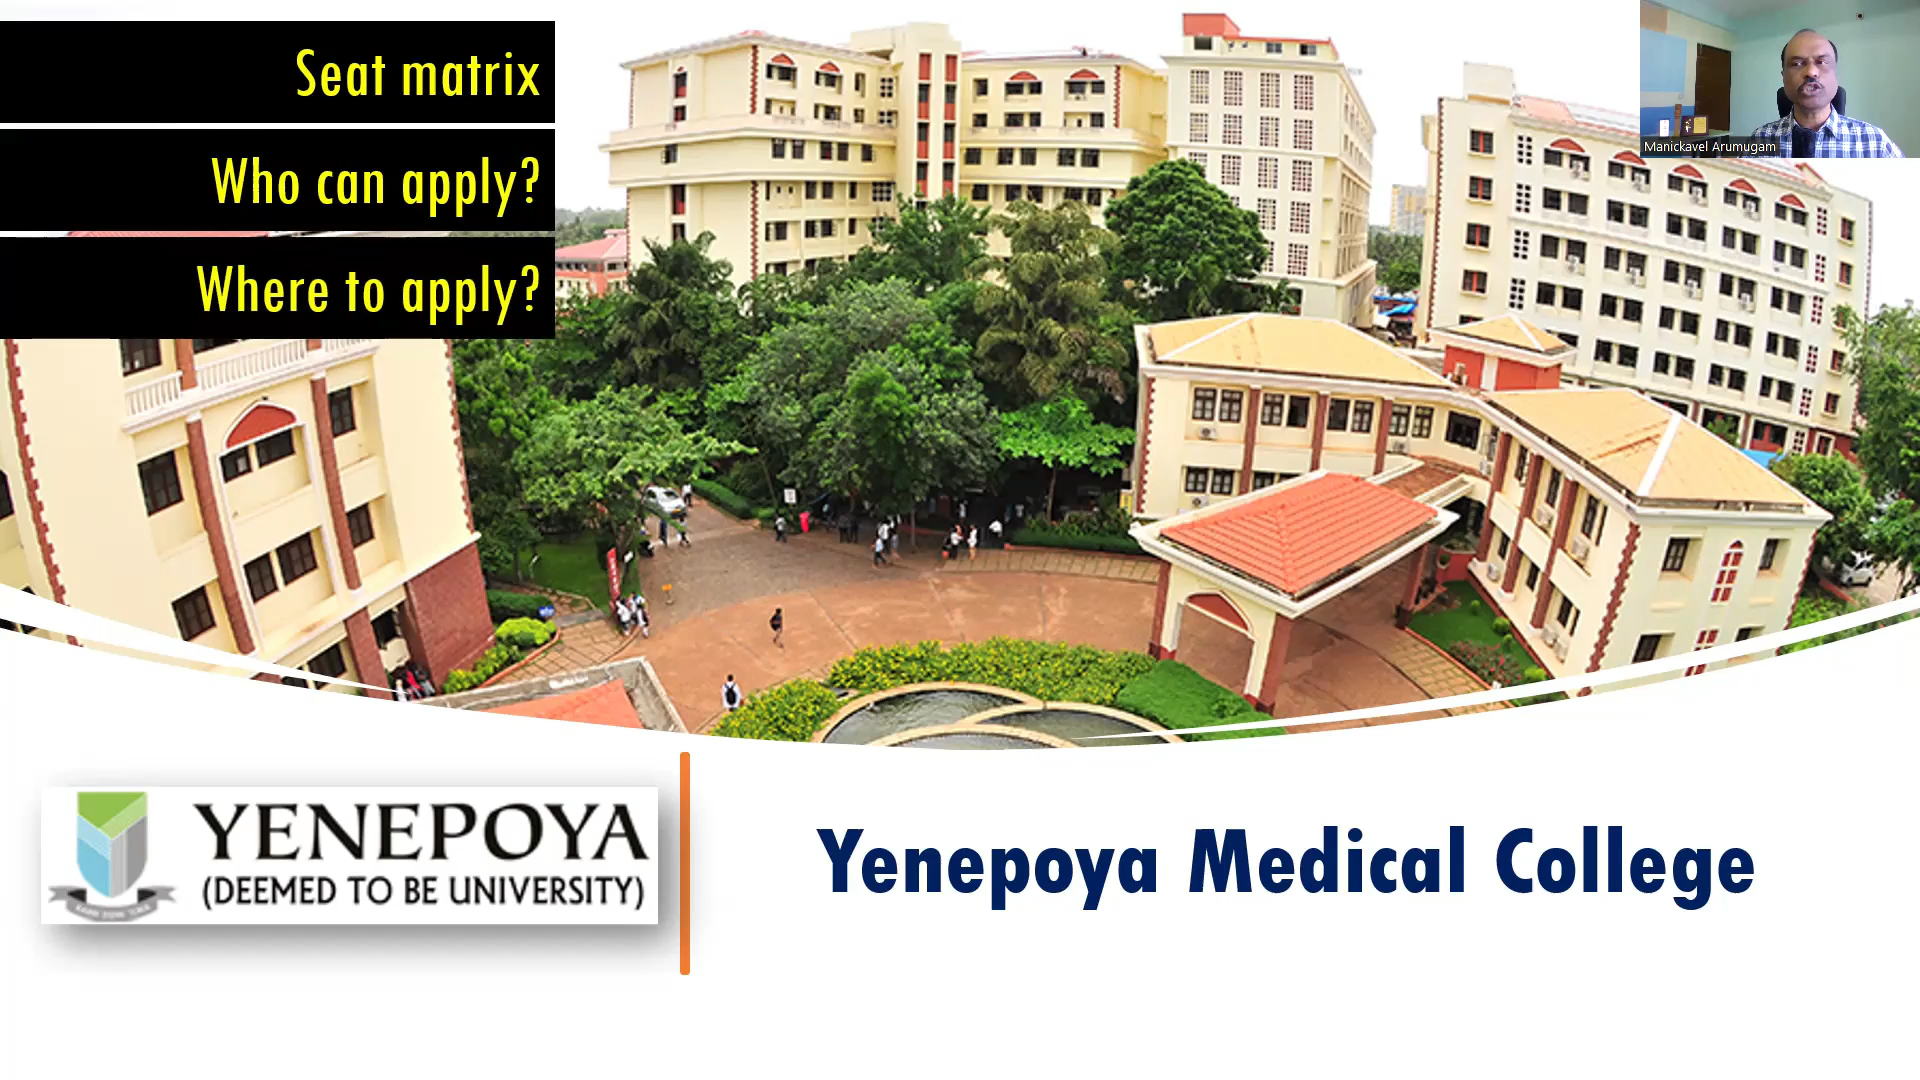 Seat matrix
Who can apply?
Where to apply?
Manickavel Arumugam
YENEPOYA
(DEEMED TO BE UNIVERSITY)
Yenepoya Medical College